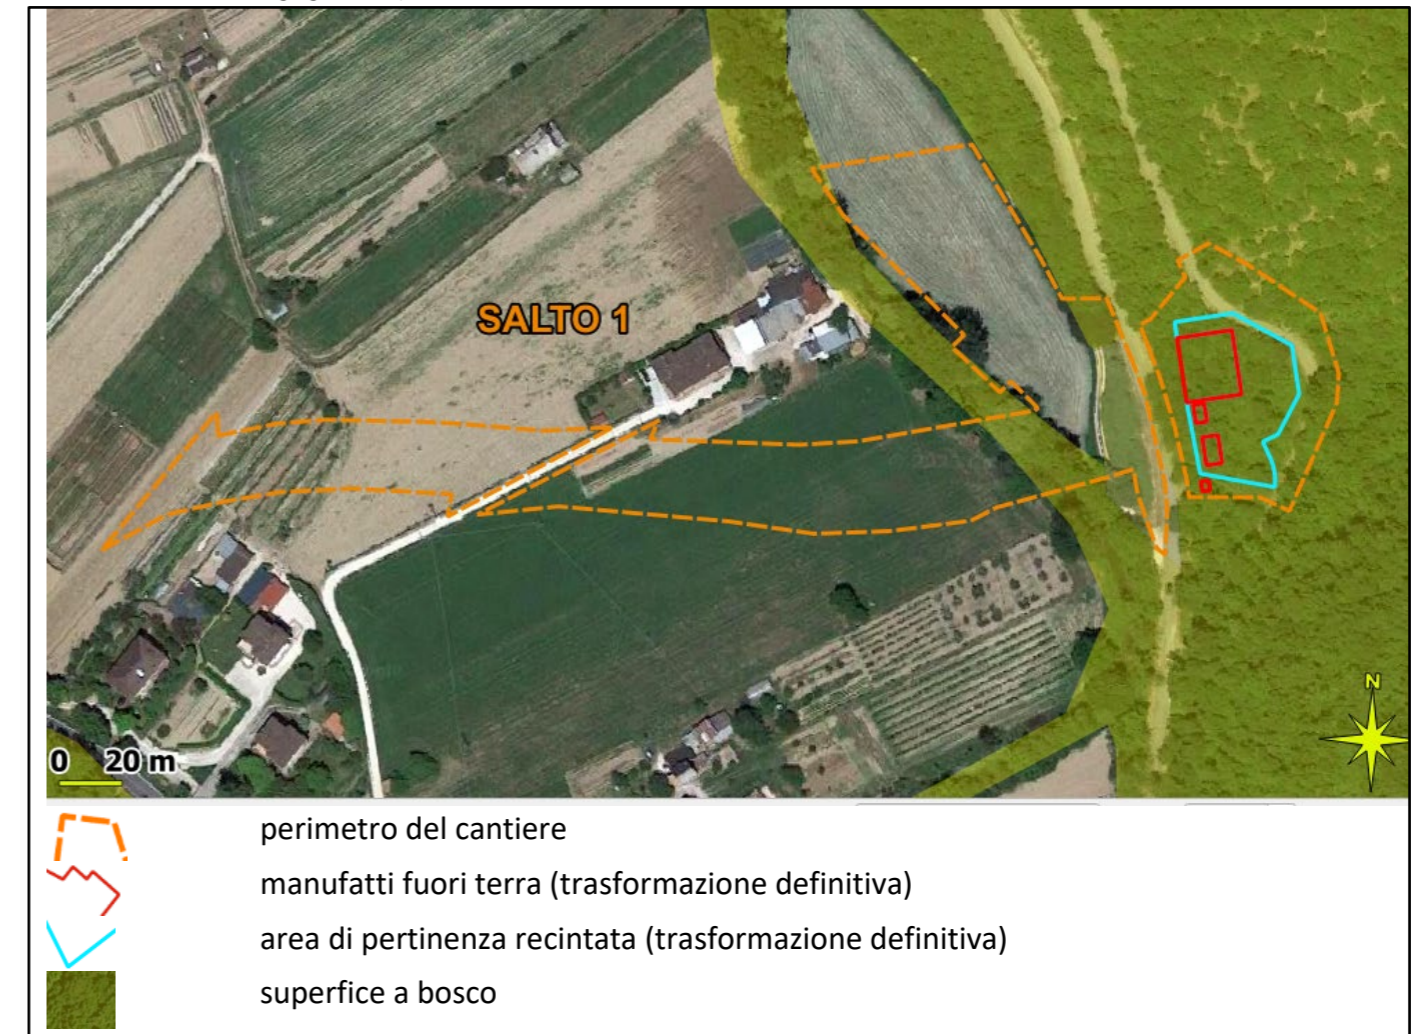 SALTO 1
N
0 20 m
perimetro del cantiere
manufatti fuori terra (trasformazione definitiva)
area di pertinenza recintata (trasformazione definitiva)
superfice a bosco